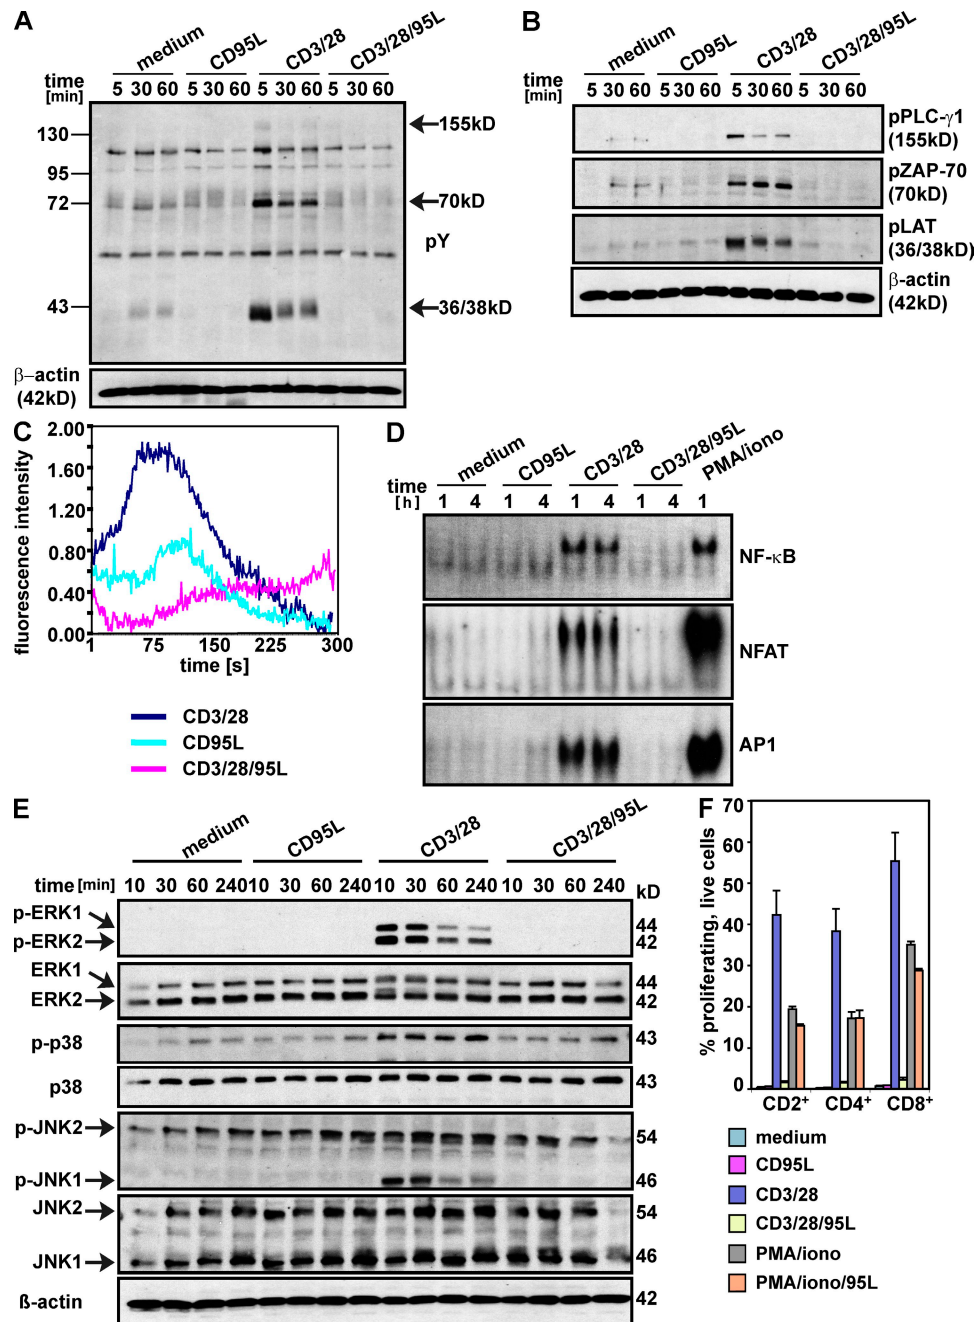 A
medium CD95L CD3/28 CD3/28/95L
time [min] 5 30 60 5 30 60 5 30 60 5 30 60
130
95
72
43
155kD
70kD
pY
36/38kD
β-actin
(42kD)
B
medium CD95L CD3/28 CD3/28/95L
time [min] 5 30 60 5 30 60 5 30 60 5 30 60
pPLC-γ1
(155kD)
pZAP-70
(70kD)
pLAT
(36/38kD)
β-actin
(42kD)
C
fluorescence intensity
2.00
1.60
1.20
0.80
0.40
0.00
1 75 150 225 300
time [s]
CD3/28
CD95L
CD3/28/95L
D
medium CD95L CD3/28 CD3/28/95L PMA/iono
time [h] 1 4 1 4 1 4 1 4 1
NF-κB
NFAT
AP1
E
medium CD95L CD3/28 CD3/28/95L
time [min] 10 30 60 240 10 30 60 240 10 30 60 240 10 30 60 240 kD
p-ERK1 44
p-ERK2 42
ERK1 44
ERK2 42
p-p38 43
p38 43
p-JNK2 54
p-JNK1 46
JNK2 54
JNK1 46
ß-actin 42
F
% proliferating, live cells
70
60
50
40
30
20
10
0
CD2+ CD4+ CD8+
medium
CD95L
CD3/28
CD3/28/95L
PMA/iono
PMA/iono/95L